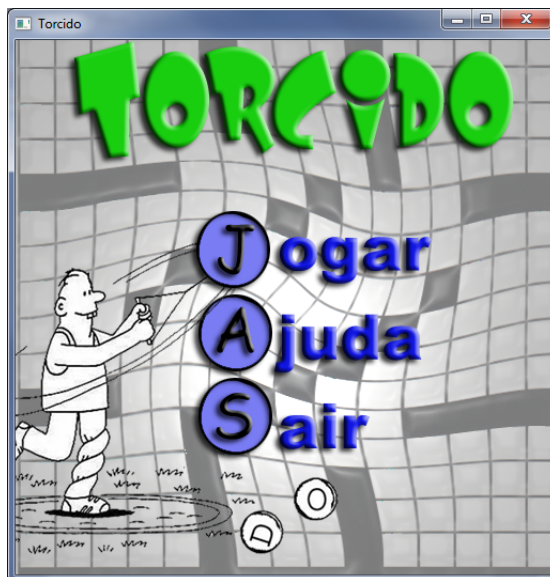 Torcido
TORCiDO
Jogar
Ajuda
Sair
O
D